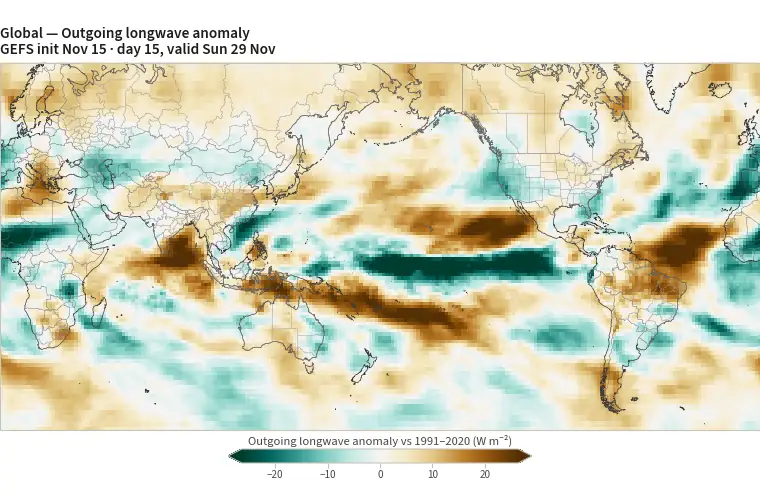 Global — Outgoing longwave anomaly
GEFS init Nov 15 · day 15, valid Sun 29 Nov
Outgoing longwave anomaly vs 1991–2020 (W m⁻²)
−20 −10 0 10 20